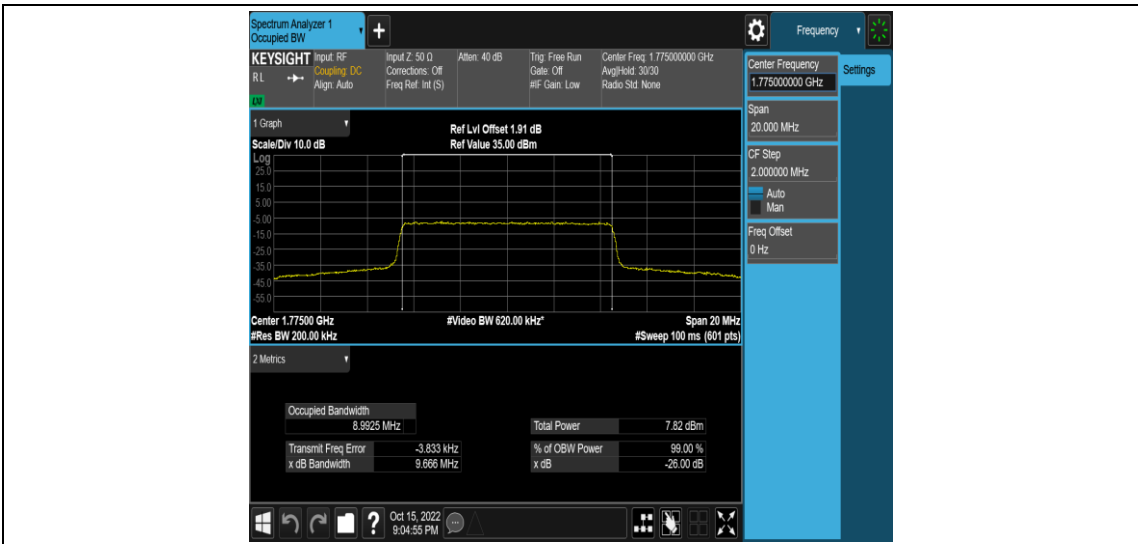 Spectrum Analyzer 1
Occupied BW
+
Frequency
KEYSIGHT
RL
LXI
Input: RF
Coupling: DC
Align: Auto
Input Z: 50 Ω
Corrections: Off
Freq Ref: Int (S)
Atten: 40 dB
Trig: Free Run
Gate: Off
#IF Gain: Low
Center Freq: 1.775000000 GHz
Avg|Hold: 30/30
Radio Std: None
Center Frequency
1.775000000 GHz
Settings
Span
20.000 MHz
CF Step
2.000000 MHz
Auto
Man
Freq Offset
0 Hz
1 Graph
Scale/Div 10.0 dB
Ref Lvl Offset 1.91 dB
Ref Value 35.00 dBm
Log
25.0
15.0
5.00
-5.00
-15.0
-25.0
-35.0
-45.0
-55.0
Center 1.77500 GHz
#Video BW 620.00 kHz*
Span 20 MHz
#Res BW 200.00 kHz
#Sweep 100 ms (601 pts)
2 Metrics
Occupied Bandwidth
8.9925 MHz
Total Power 7.82 dBm
Transmit Freq Error -3.833 kHz
% of OBW Power 99.00 %
x dB Bandwidth 9.666 MHz
x dB -26.00 dB
?
Oct 15, 2022
9:04:55 PM